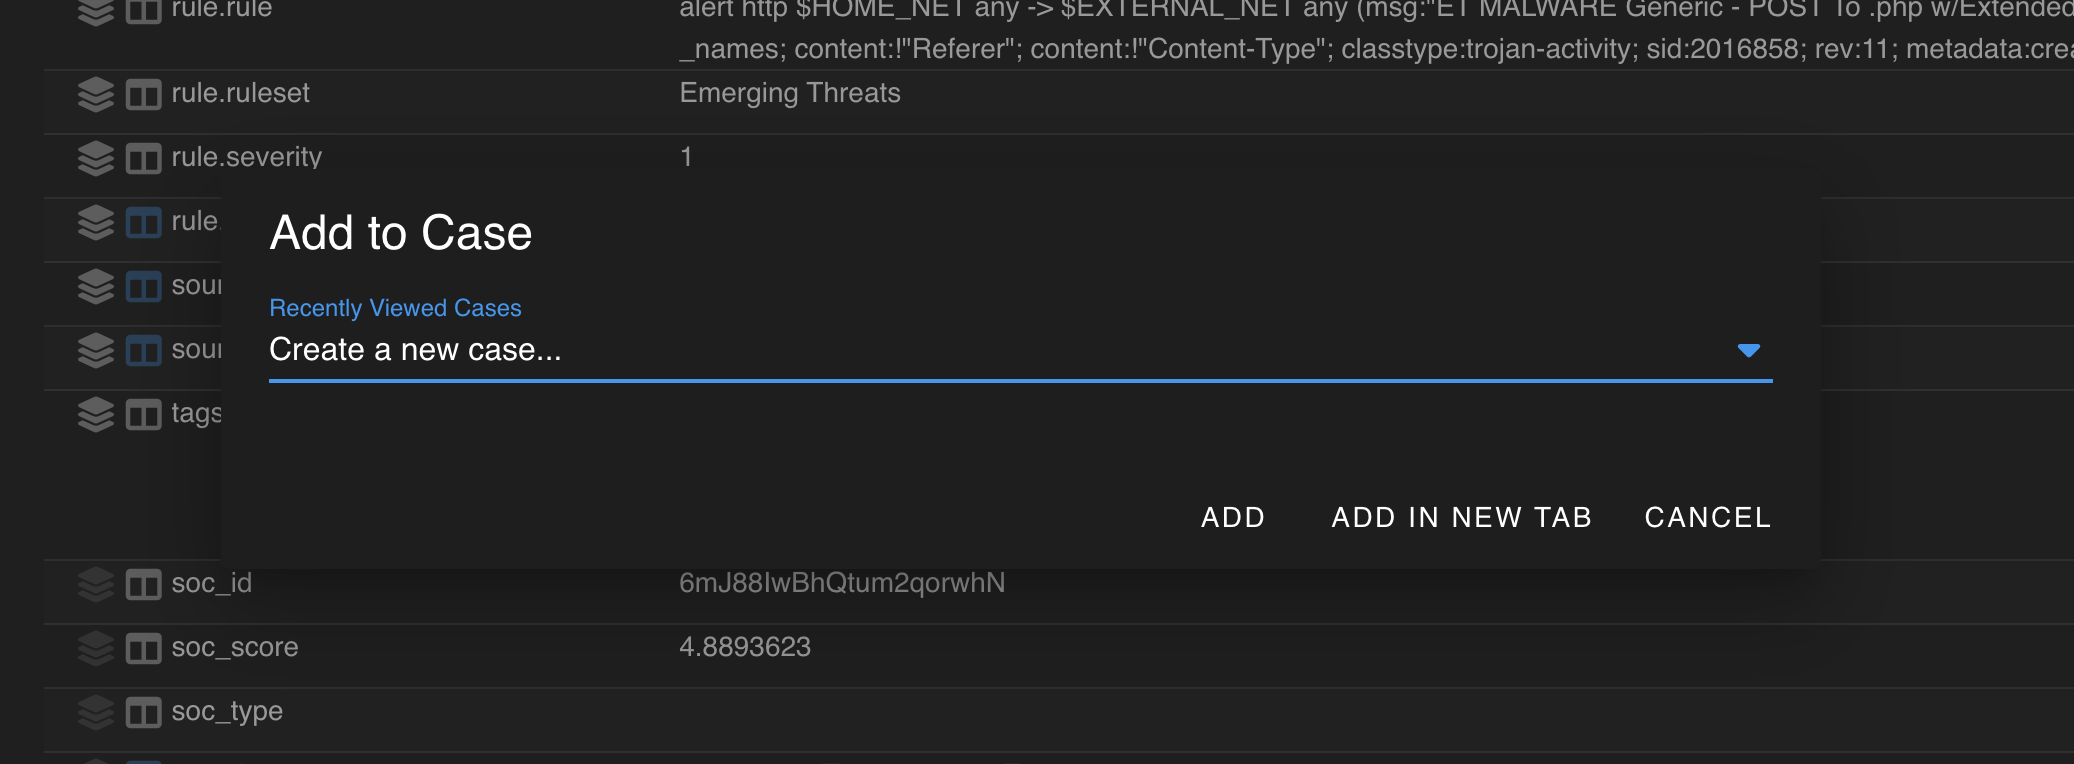 rule.rule
alert http $HOME_NET any -> $EXTERNAL_NET any (msg:"ET MALWARE Generic - POST To .php w/Extended
_names; content:!"Referer"; content:!"Content-Type"; classtype:trojan-activity; sid:2016858; rev:11; metadata:crea
rule.ruleset
Emerging Threats
rule.severity
1
rule.
Add to Case
Recently Viewed Cases
Create a new case...
tags
ADD
ADD IN NEW TAB
CANCEL
soc_id
6mJ88IwBhQtum2qorwhN
soc_score
4.8893623
soc_type